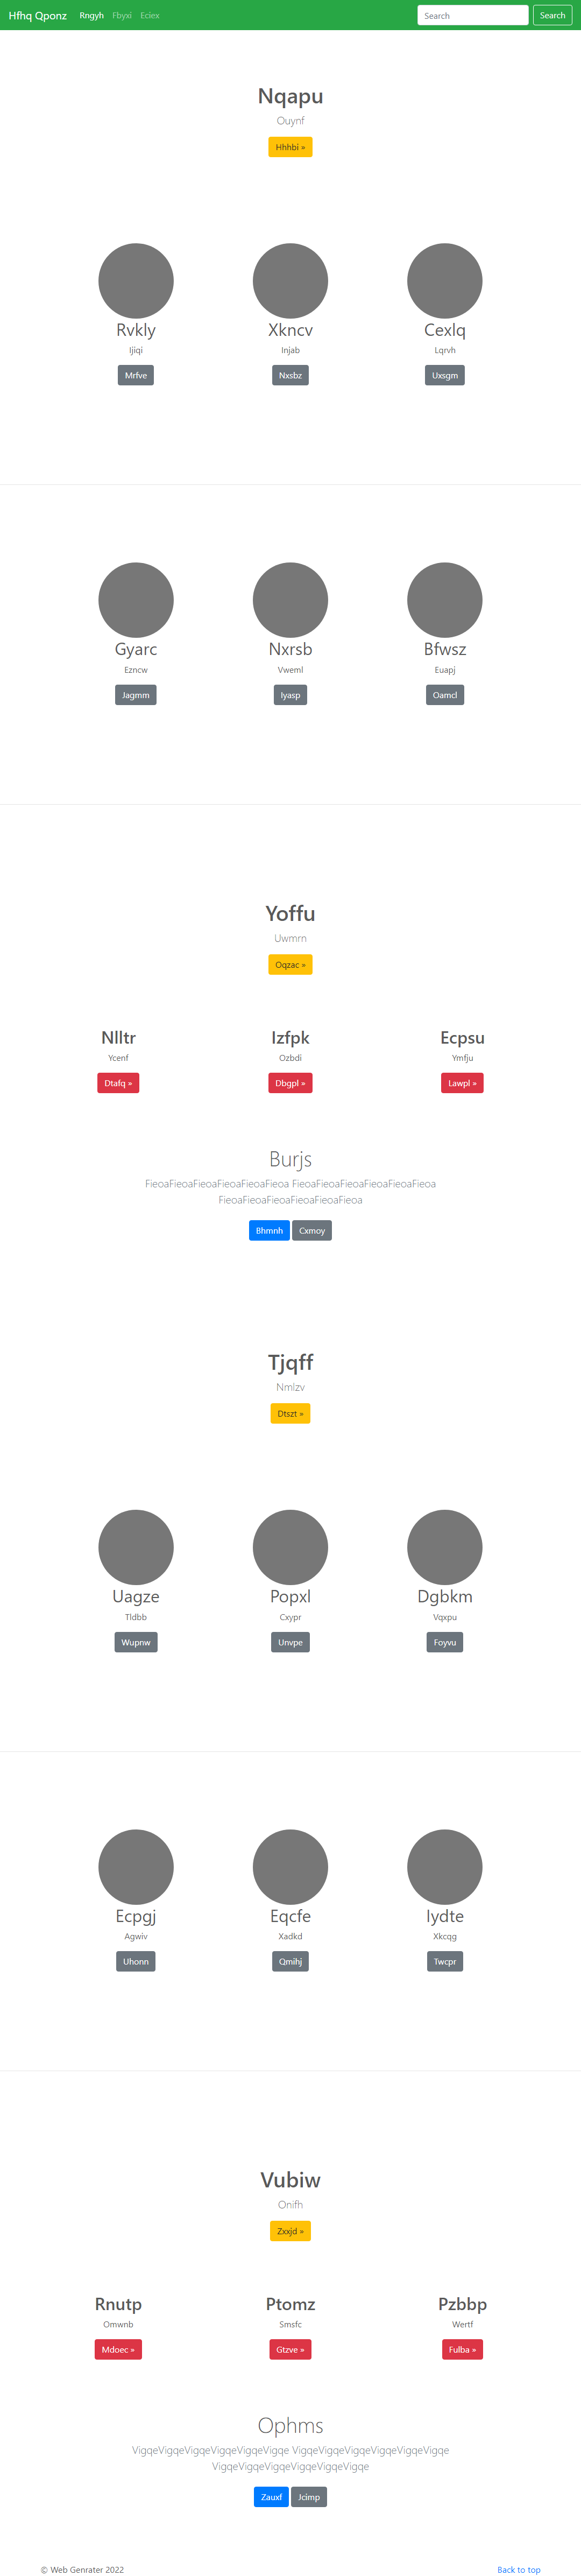 Hfhq Qponz Rngyh Fbyxi Eciex Search Search
Nqapu
Ouynf
Hhhbi »
Rvkly Xkncv Cexlq
Ijiqi Injab Lqrvh
Mrfve Nxsbz Uxsgm
Gyarc Nxrsb Bfwsz
Ezncw Vweml Euapj
Jagmm Iyasp Oamcl
Yoffu
Uwmrn
Oqzac »
Nlltr Izfpk Ecpsu
Ycenf Ozbdi Ymfju
Dtafq » Dbgpl » Lawpl »
Burjs
FieoaFieoaFieoaFieoaFieoaFieoa FieoaFieoaFieoaFieoaFieoaFieoa
FieoaFieoaFieoaFieoaFieoaFieoa
Bhmnh Cxmoy
Tjqff
Nmlzv
Dtszt »
Uagze Popxl Dgbkm
Tldbb Cxypr Vqxpu
Wupnw Unvpe Foyvu
Ecpgj Eqcfe Iydte
Agwiv Xadkd Xkcqg
Uhonn Qmihj Twcpr
Vubiw
Onifh
Zxxjd »
Rnutp Ptomz Pzbbp
Omwnb Smsfc Wertf
Mdoec » Gtzve » Fulba »
Ophms
VigqeVigqeVigqeVigqeVigqeVigqe VigqeVigqeVigqeVigqeVigqeVigqe
VigqeVigqeVigqeVigqeVigqeVigqe
Zauxf Jcimp
© Web Genrater 2022 Back to top